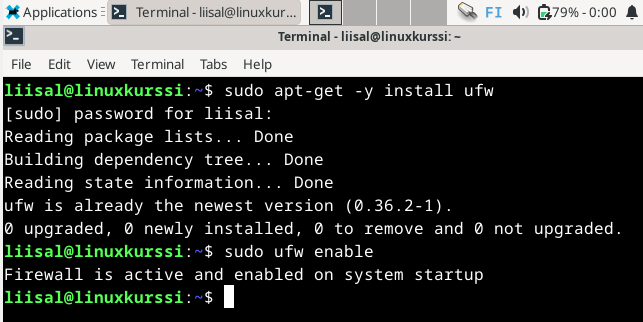 Applications Terminal - liisal@linuxkur... FI 79% - 0:00
Terminal - liisal@linuxkurssi: ~
File Edit View Terminal Tabs Help
liisal@linuxkurssi:~$ sudo apt-get -y install ufw
[sudo] password for liisal:
Reading package lists... Done
Building dependency tree... Done
Reading state information... Done
ufw is already the newest version (0.36.2-1).
0 upgraded, 0 newly installed, 0 to remove and 0 not upgraded.
liisal@linuxkurssi:~$ sudo ufw enable
Firewall is active and enabled on system startup
liisal@linuxkurssi:~$